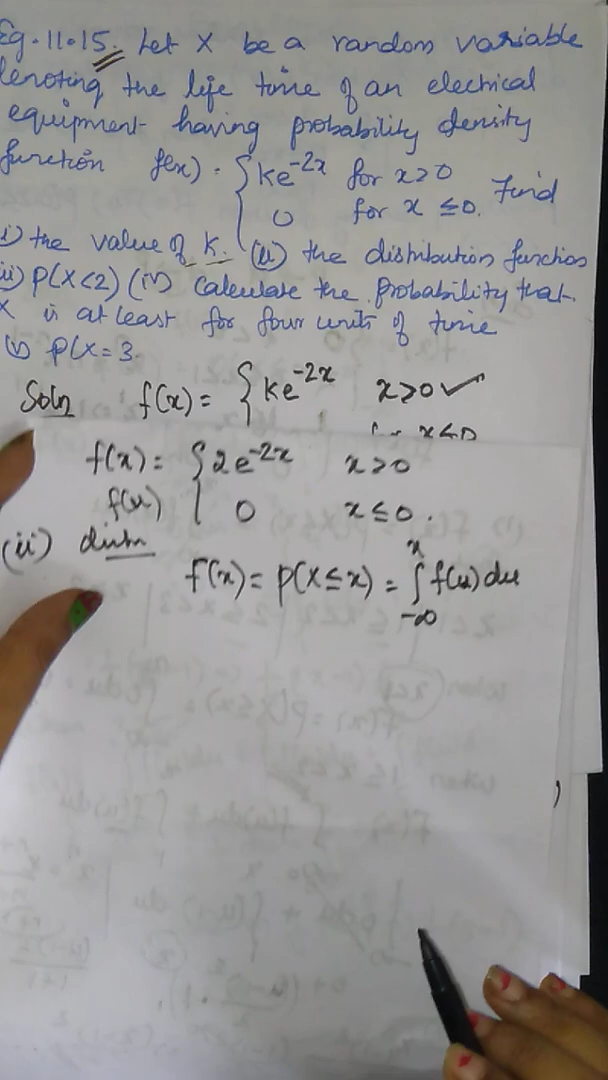 Eg. 11.15. Let X be a random variable
denoting the life time of an electrical
equipment having probability density
function f(x) = { ke^-2x for x>0
0 for x ≤0. Find
i) the value of k. (ii) the distribution function
iii) P(X<2) (iv) calculate the probability that
X is at least for four units of time
(v) P(X=3.
Soln f(x) = { ke^-2x x>0 ✓
x≤0
f(x) = { 2e^-2x x>0
f(u) 0 x≤0.
(ii) distn
F(x) = P(X≤x) = ∫_{-∞}^{x} f(u) du